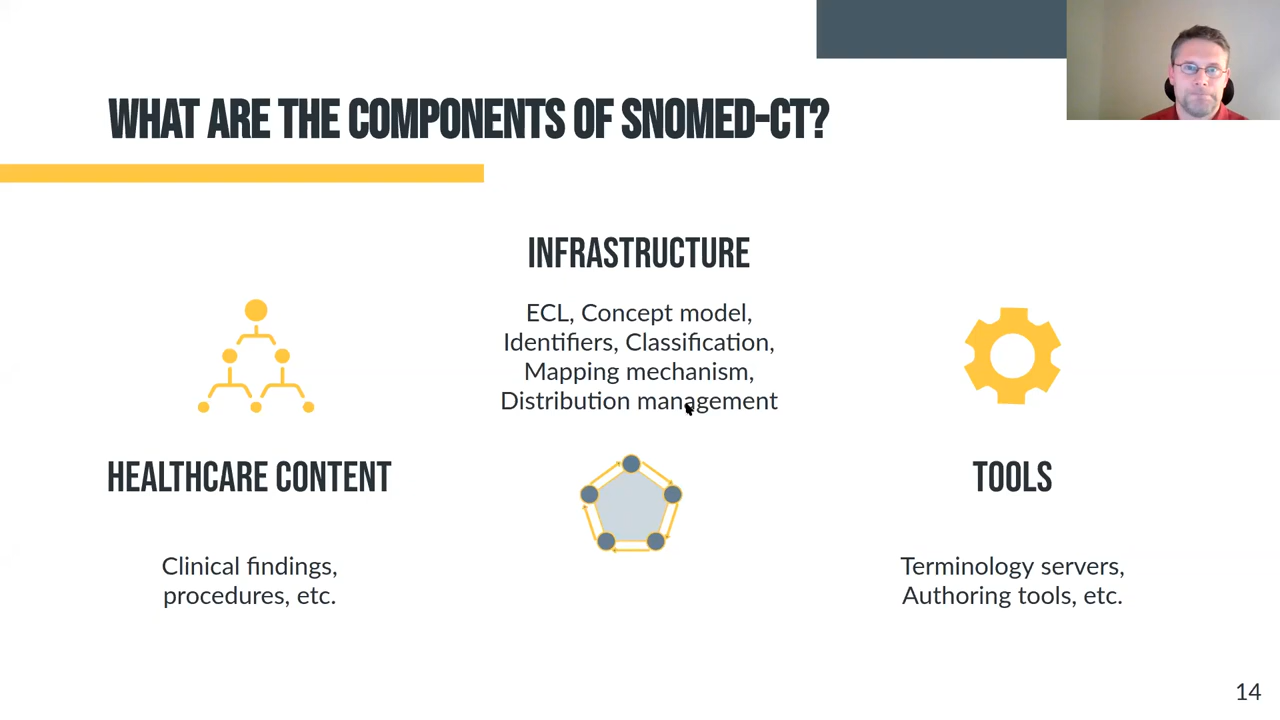 WHAT ARE THE COMPONENTS OF SNOMED-CT?
INFRASTRUCTURE
ECL, Concept model,
Identifiers, Classification,
Mapping mechanism,
Distribution management
HEALTHCARE CONTENT
Clinical findings,
procedures, etc.
TOOLS
Terminology servers,
Authoring tools, etc.
14